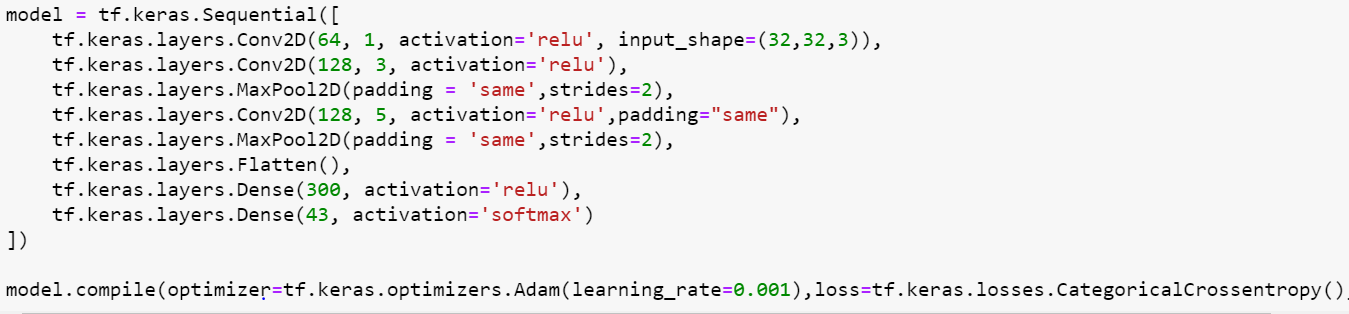 model = tf.keras.Sequential([
    tf.keras.layers.Conv2D(64, 1, activation='relu', input_shape=(32,32,3)),
    tf.keras.layers.Conv2D(128, 3, activation='relu'),
    tf.keras.layers.MaxPool2D(padding = 'same',strides=2),
    tf.keras.layers.Conv2D(128, 5, activation='relu',padding="same"),
    tf.keras.layers.MaxPool2D(padding = 'same',strides=2),
    tf.keras.layers.Flatten(),
    tf.keras.layers.Dense(300, activation='relu'),
    tf.keras.layers.Dense(43, activation='softmax')
])
model.compile(optimizer=tf.keras.optimizers.Adam(learning_rate=0.001),loss=tf.keras.losses.CategoricalCrossentropy(),